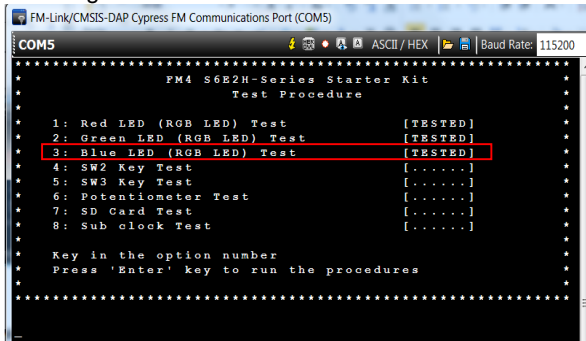 FM-Link/CMSIS-DAP Cypress FM Communications Port (COM5)
COM5 ASCII / HEX Baud Rate: 115200
************************************************************
* FM4 S6E2H-Series Starter Kit *
* Test Procedure *
* *
* 1: Red LED (RGB LED) Test [TESTED] *
* 2: Green LED (RGB LED) Test [TESTED] *
* 3: Blue LED (RGB LED) Test [TESTED] *
* 4: SW2 Key Test [......] *
* 5: SW3 Key Test [......] *
* 6: Potentiometer Test [......] *
* 7: SD Card Test [......] *
* 8: Sub clock Test [......] *
* *
* Key in the option number *
* Press 'Enter' key to run the procedures *
* *
************************************************************
_